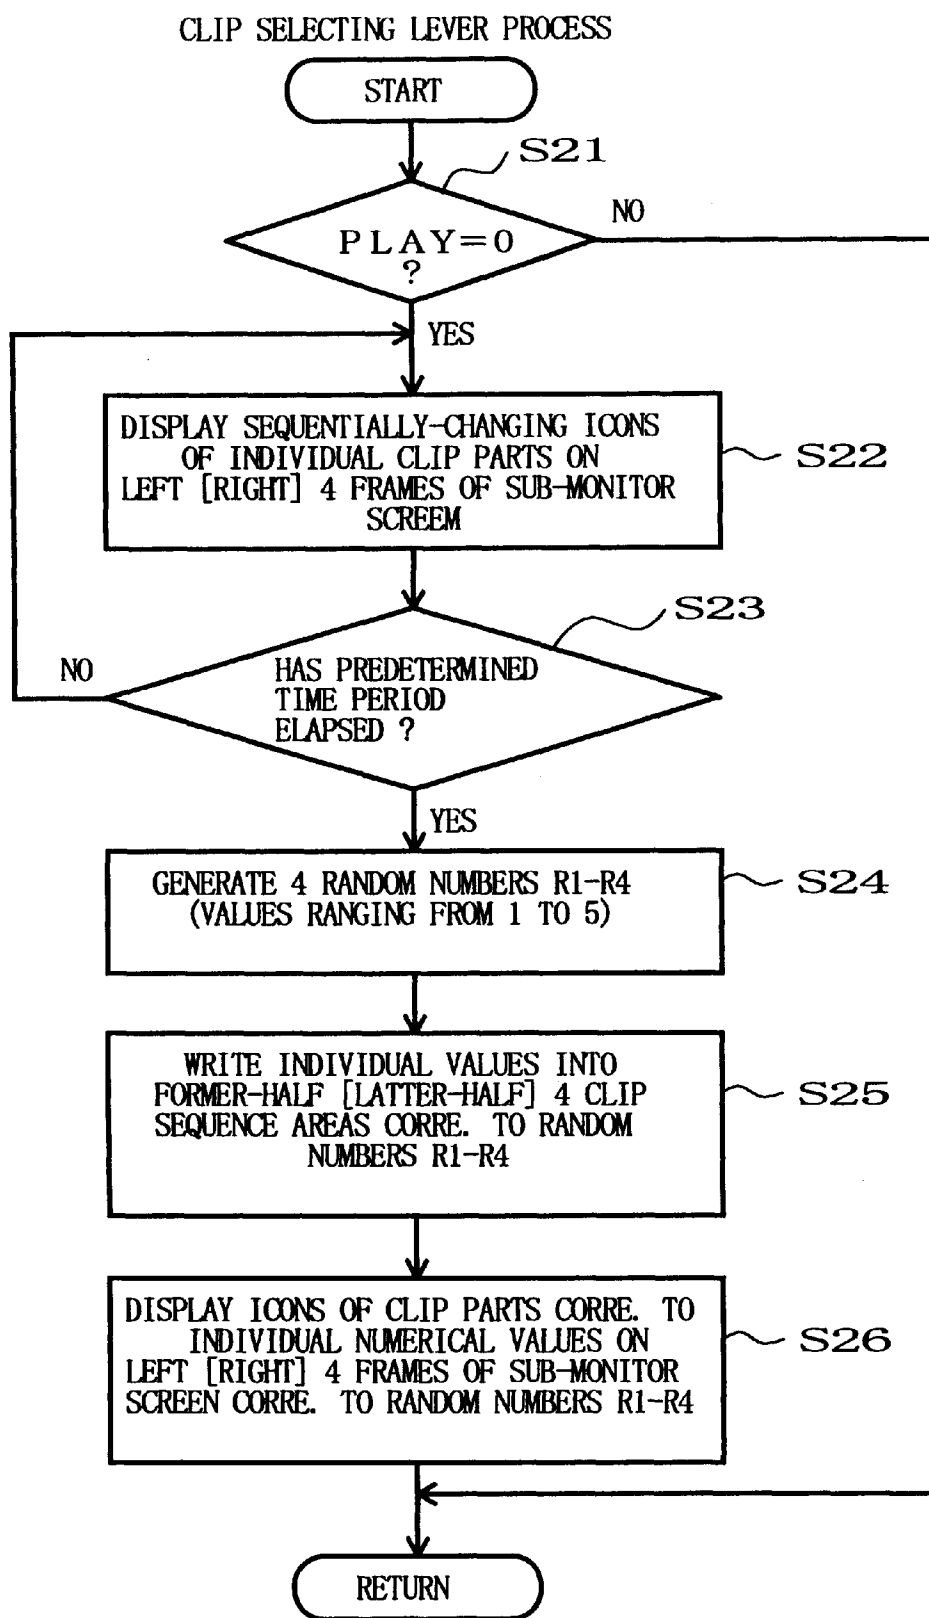 CLIP SELECTING LEVER PROCESS
START
S21
NO
PLAY=0
?
YES
DISPLAY SEQUENTIALLY-CHANGING ICONS
OF INDIVIDUAL CLIP PARTS ON
LEFT [RIGHT] 4 FRAMES OF SUB-MONITOR
SCREEM
S22
S23
NO
HAS PREDETERMINED
TIME PERIOD
ELAPSED ?
YES
GENERATE 4 RANDOM NUMBERS R1-R4
(VALUES RANGING FROM 1 TO 5)
S24
WRITE INDIVIDUAL VALUES INTO
FORMER-HALF [LATTER-HALF] 4 CLIP
SEQUENCE AREAS CORRE. TO RANDOM
NUMBERS R1-R4
S25
DISPLAY ICONS OF CLIP PARTS CORRE. TO
INDIVIDUAL NUMERICAL VALUES ON
LEFT [RIGHT] 4 FRAMES OF SUB-MONITOR
SCREEN CORRE. TO RANDOM NUMBERS R1-R4
S26
RETURN